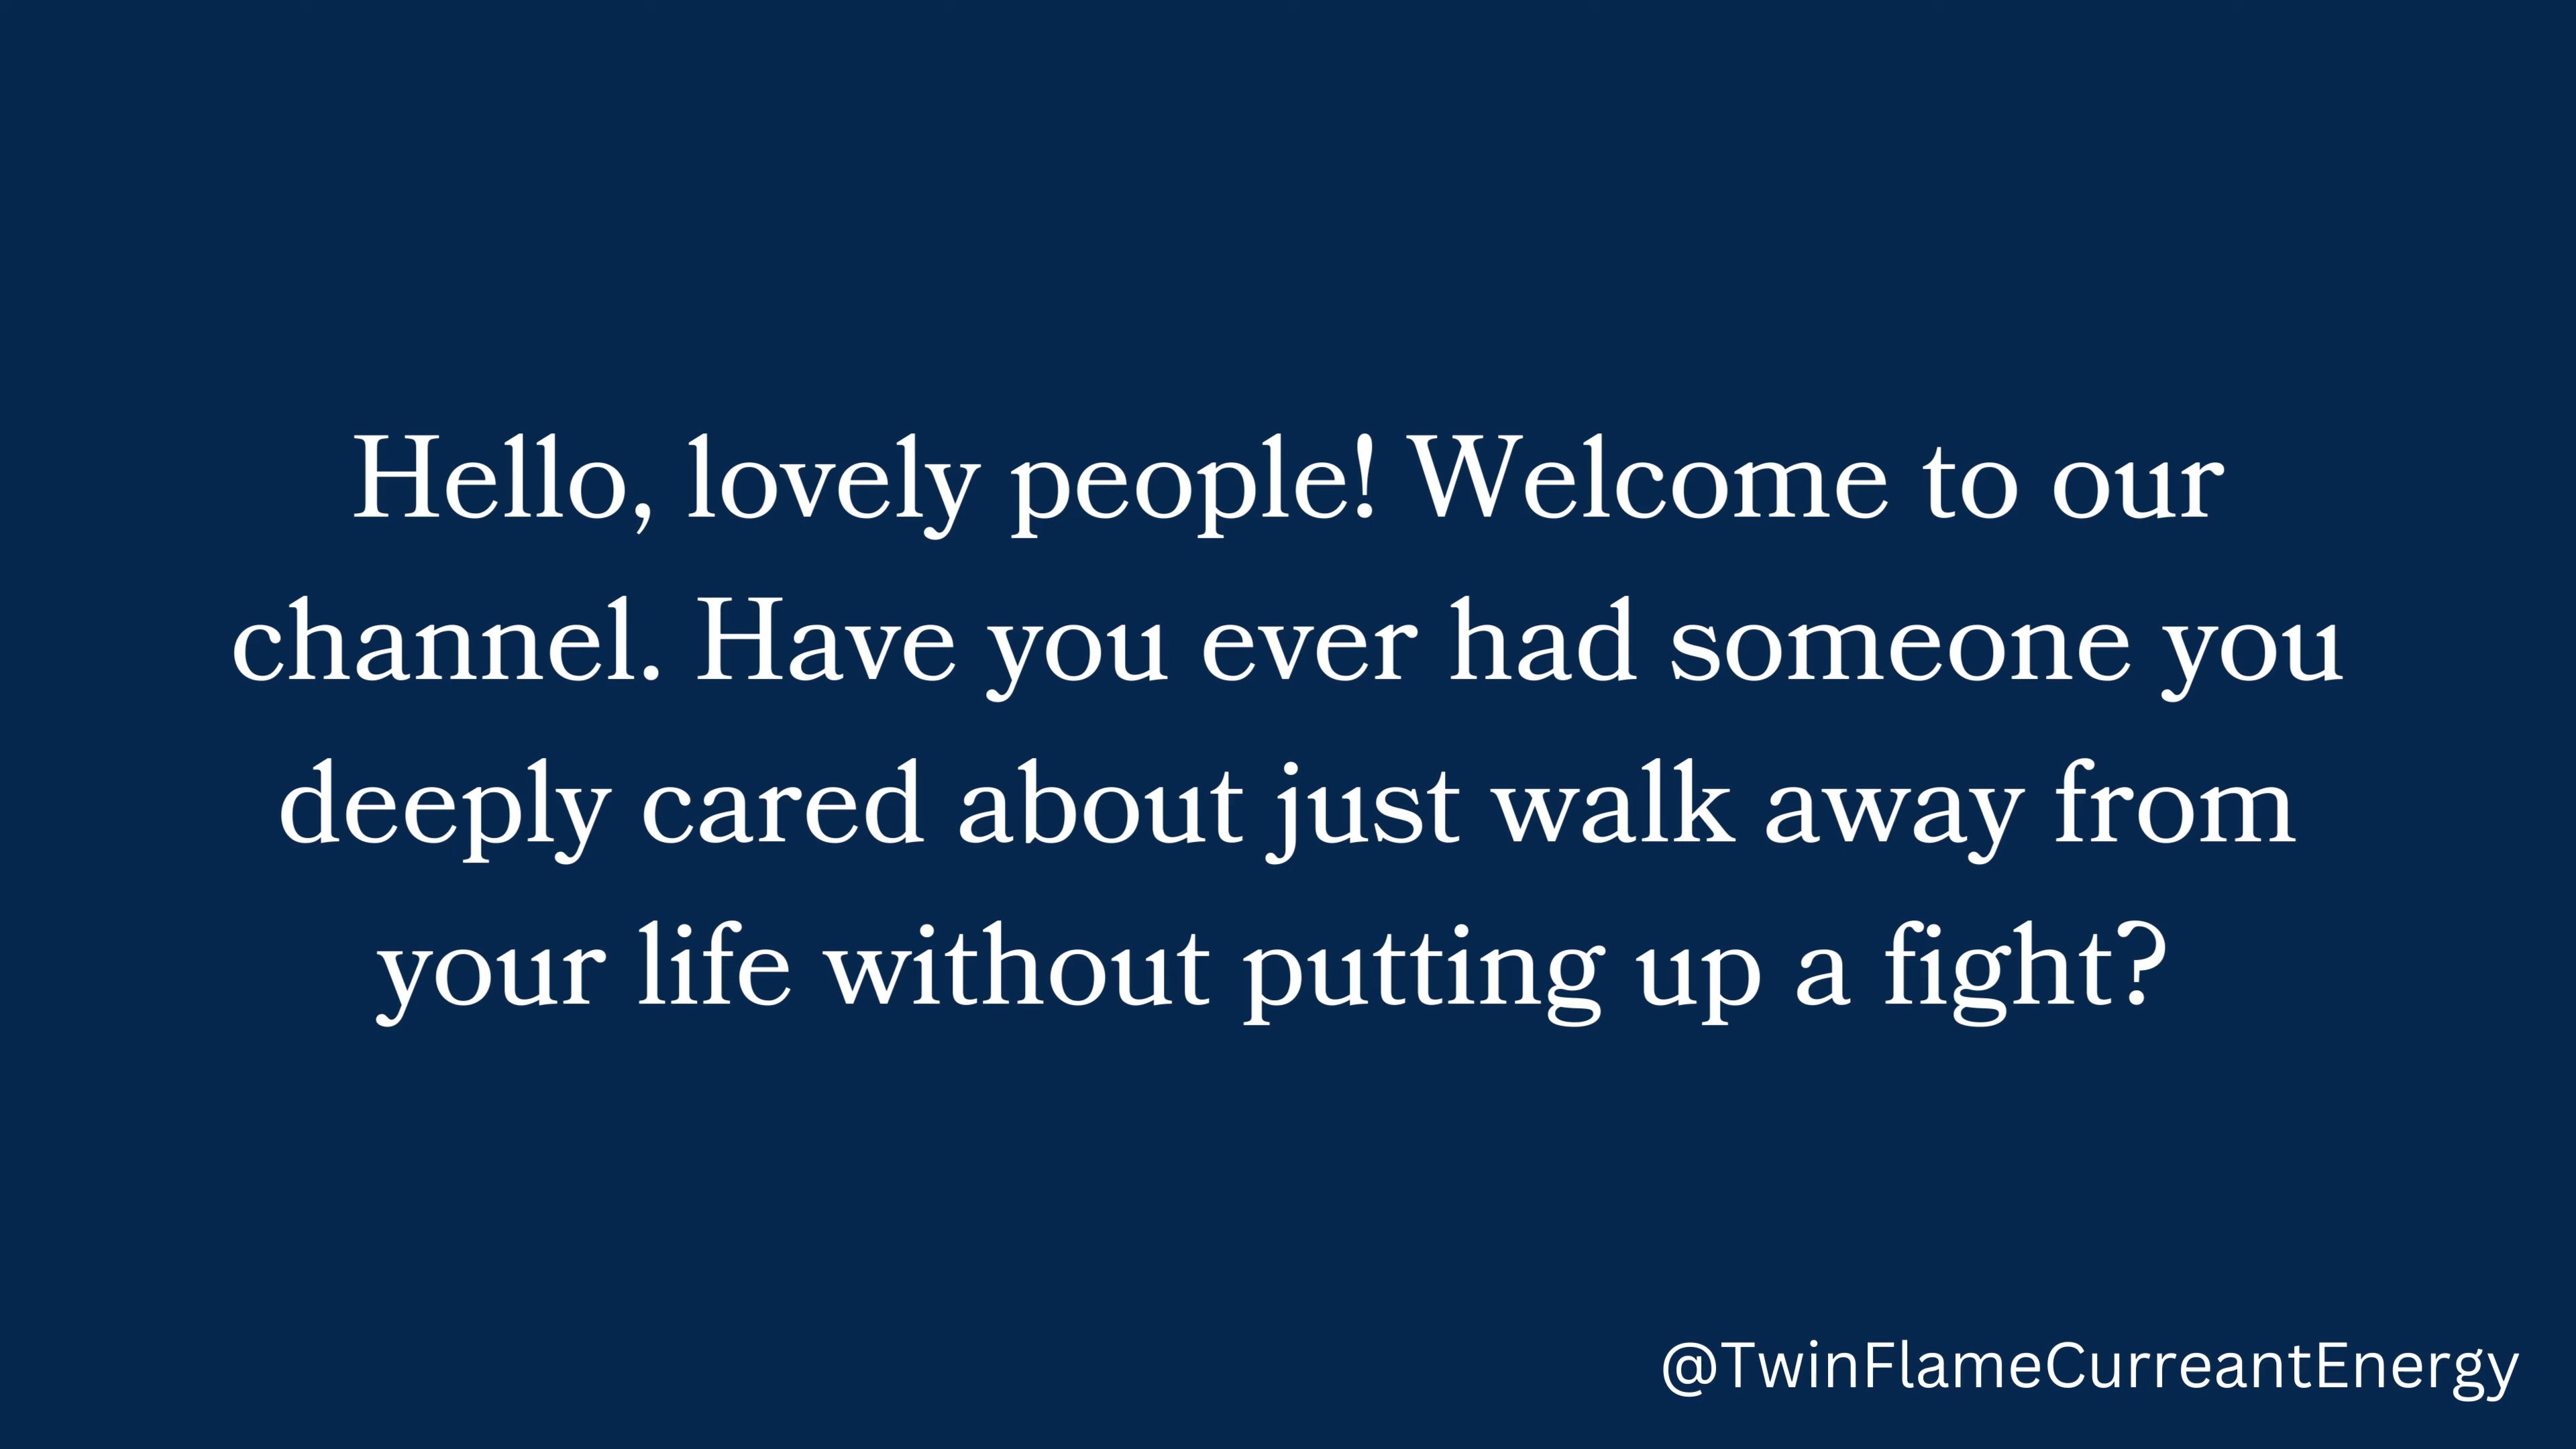 Hello, lovely people! Welcome to our
channel. Have you ever had someone you
deeply cared about just walk away from
your life without putting up a fight?
@TwinFlameCurreantEnergy